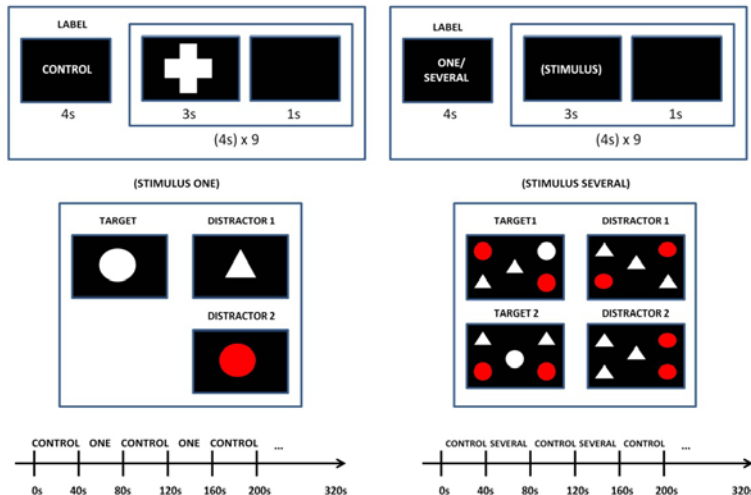 LABEL
CONTROL
4s
3s
1s
(4s) x 9
LABEL
ONE/
SEVERAL
(STIMULUS)
4s
3s
1s
(4s) x 9
(STIMULUS ONE)
TARGET
DISTRACTOR 1
DISTRACTOR 2
(STIMULUS SEVERAL)
TARGET1
DISTRACTOR 1
TARGET 2
DISTRACTOR 2
CONTROL ONE CONTROL ONE CONTROL ...
0s 40s 80s 120s 160s 200s 320s
CONTROL SEVERAL CONTROL SEVERAL CONTROL ...
0s 40s 80s 120s 160s 200s 320s